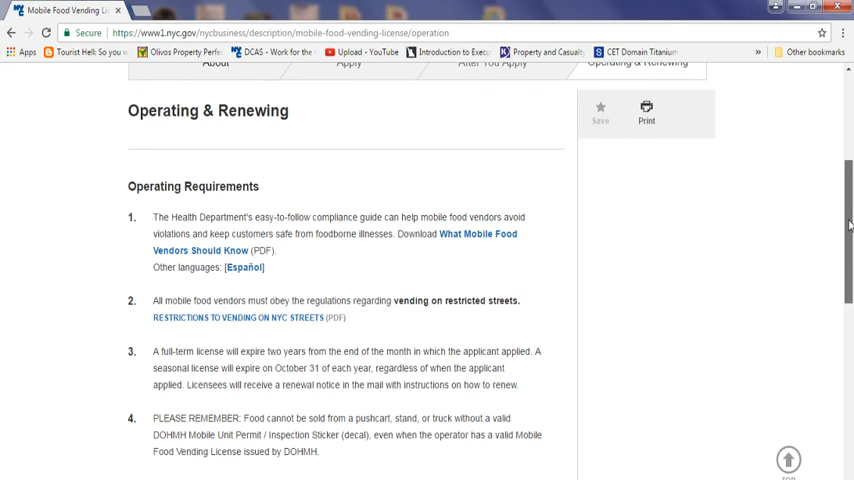 Mobile Food Vending Li
Secure
https://www1.nyc.gov/nycbusiness/description/mobile-food-vending-license/operation
Apps Tourist Hell: So you w Olivos Property Perfe DCAS - Work for the Upload - YouTube Introduction to Execu Property and Casualty CET Domain Titanium » Other bookmarks
About Apply After You Apply Operating & Renewing
Operating & Renewing
Save Print
Operating Requirements
1. The Health Department's easy-to-follow compliance guide can help mobile food vendors avoid
violations and keep customers safe from foodborne illnesses. Download What Mobile Food
Vendors Should Know (PDF).
Other languages: [Español]
2. All mobile food vendors must obey the regulations regarding vending on restricted streets.
RESTRICTIONS TO VENDING ON NYC STREETS (PDF)
3. A full-term license will expire two years from the end of the month in which the applicant applied. A
seasonal license will expire on October 31 of each year, regardless of when the applicant
applied. Licensees will receive a renewal notice in the mail with instructions on how to renew.
4. PLEASE REMEMBER: Food cannot be sold from a pushcart, stand, or truck without a valid
DOHMH Mobile Unit Permit / Inspection Sticker (decal), even when the operator has a valid Mobile
Food Vending License issued by DOHMH.
TOP